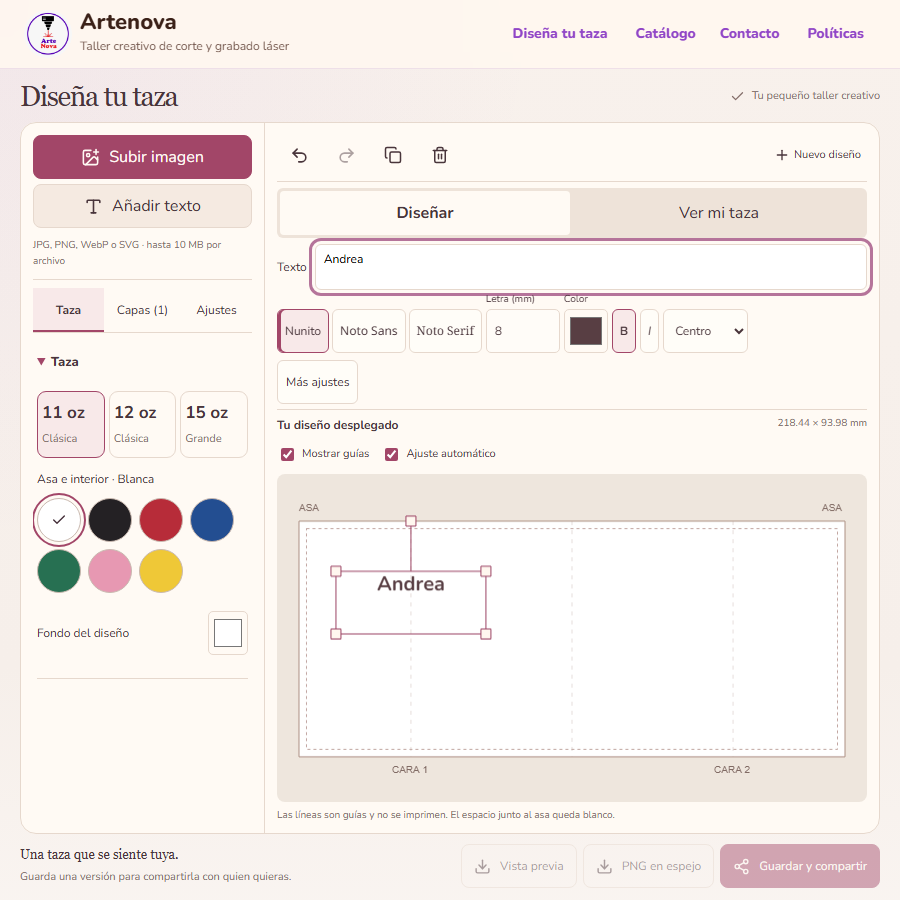 Arte
Nova
Artenova
Taller creativo de corte y grabado láser
Diseña tu taza
Catálogo
Contacto
Políticas
Diseña tu taza
Tu pequeño taller creativo
Subir imagen
Añadir texto
JPG, PNG, WebP o SVG · hasta 10 MB por
archivo
Taza
Capas (1)
Ajustes
Taza
11 oz
Clásica
12 oz
Clásica
15 oz
Grande
Asa e interior · Blanca
Fondo del diseño
Nuevo diseño
Diseñar
Ver mi taza
Texto
Andrea
Letra (mm)
Color
Nunito
Noto Sans
Noto Serif
8
B
I
Centro
Más ajustes
Tu diseño desplegado
218.44 × 93.98 mm
Mostrar guías
Ajuste automático
ASA
ASA
Andrea
CARA 1
CARA 2
Las líneas son guías y no se imprimen. El espacio junto al asa queda blanco.
Una taza que se siente tuya.
Guarda una versión para compartirla con quien quieras.
Vista previa
PNG en espejo
Guardar y compartir